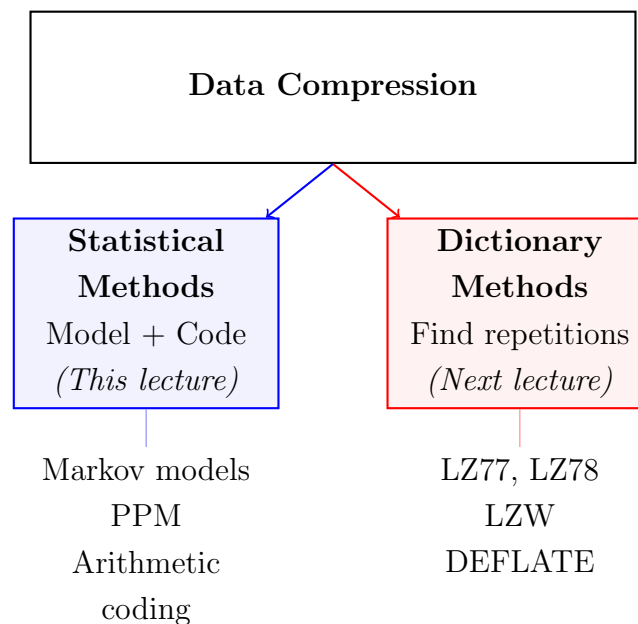 Data Compression
Statistical
Methods
Model + Code
(This lecture)
Dictionary
Methods
Find repetitions
(Next lecture)
Markov models
PPM
Arithmetic
coding
LZ77, LZ78
LZW
DEFLATE